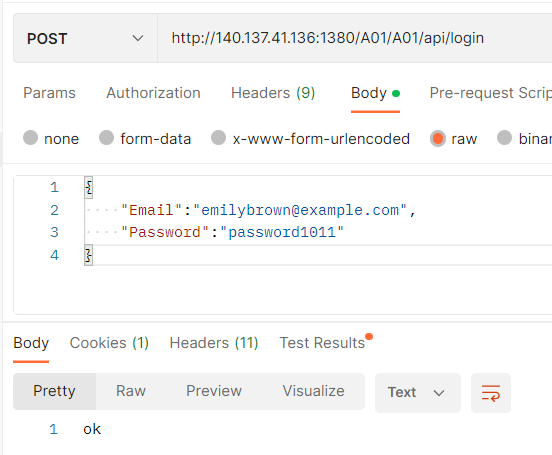 POST http://140.137.41.136:1380/A01/A01/api/login
Params Authorization Headers (9) Body Pre-request Scrip
none form-data x-www-form-urlencoded raw binar
1 {
2 "Email":"emilybrown@example.com",
3 "Password":"password1011"
4 }
Body Cookies (1) Headers (11) Test Results
Pretty Raw Preview Visualize Text
1 ok